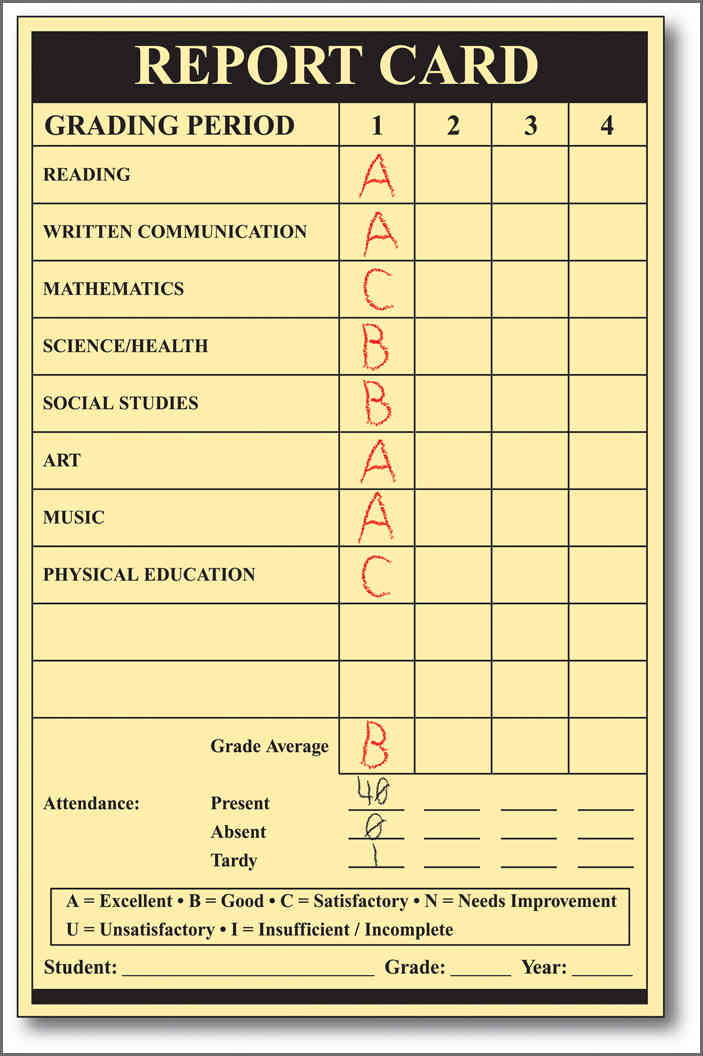 REPORT CARD
GRADING PERIOD 1 2 3 4
READING A
WRITTEN COMMUNICATION A
MATHEMATICS C
SCIENCE/HEALTH B
SOCIAL STUDIES B
ART A
MUSIC A
PHYSICAL EDUCATION C
Grade Average B
Attendance: Present 40
Absent 0
Tardy 1
A = Excellent • B = Good • C = Satisfactory • N = Needs Improvement
U = Unsatisfactory • I = Insufficient / Incomplete
Student: ____________ Grade: ______ Year: ______